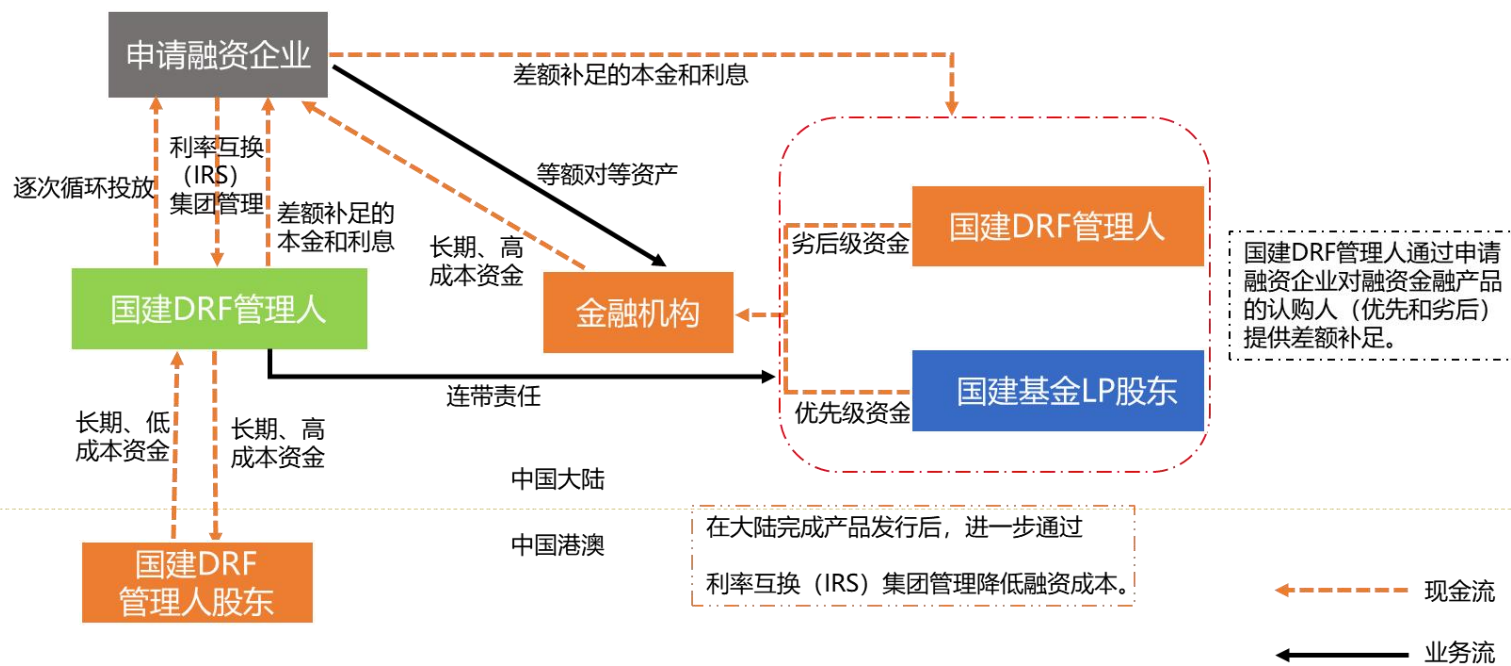 申请融资企业
差额补足的本金和利息
逐次循环投放
利率互换
（IRS）
集团管理
差额补足的
本金和利息
等额对等资产
长期、高
成本资金
国建DRF管理人
金融机构
劣后级资金
国建DRF管理人
优先级资金
国建基金LP股东
国建DRF管理人通过申请
融资企业对融资金融产品
的认购人（优先和劣后）
提供差额补足。
连带责任
长期、低
成本资金
长期、高
成本资金
中国大陆
中国港澳
国建DRF
管理人股东
在大陆完成产品发行后，进一步通过
利率互换（IRS）集团管理降低融资成本。
现金流
业务流